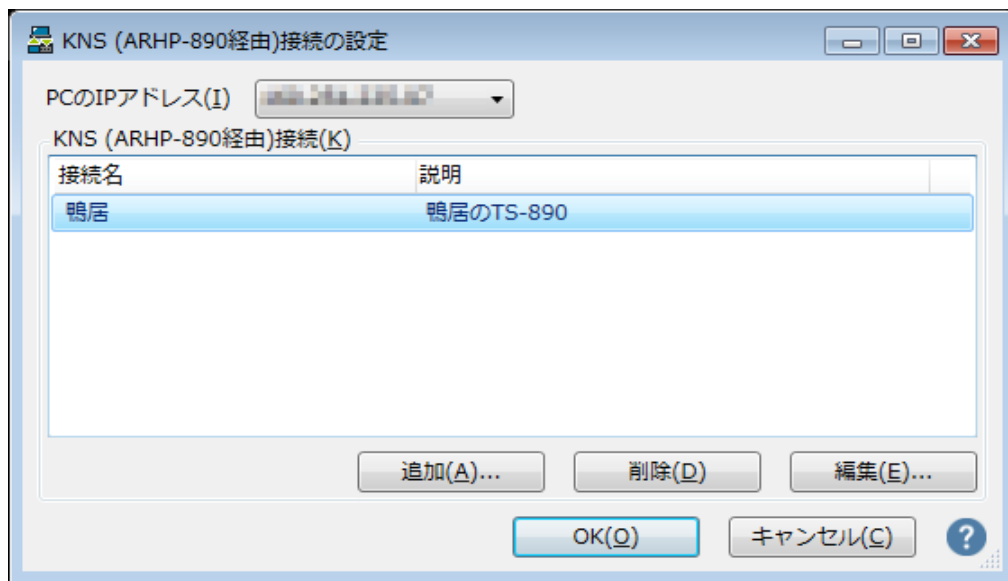 KNS (ARHP-890経由)接続の設定
PCのIPアドレス(I)
KNS (ARHP-890経由)接続(K)
接続名 説明
鴨居 鴨居のTS-890
追加(A)... 削除(D) 編集(E)...
OK(O) キャンセル(C) ?